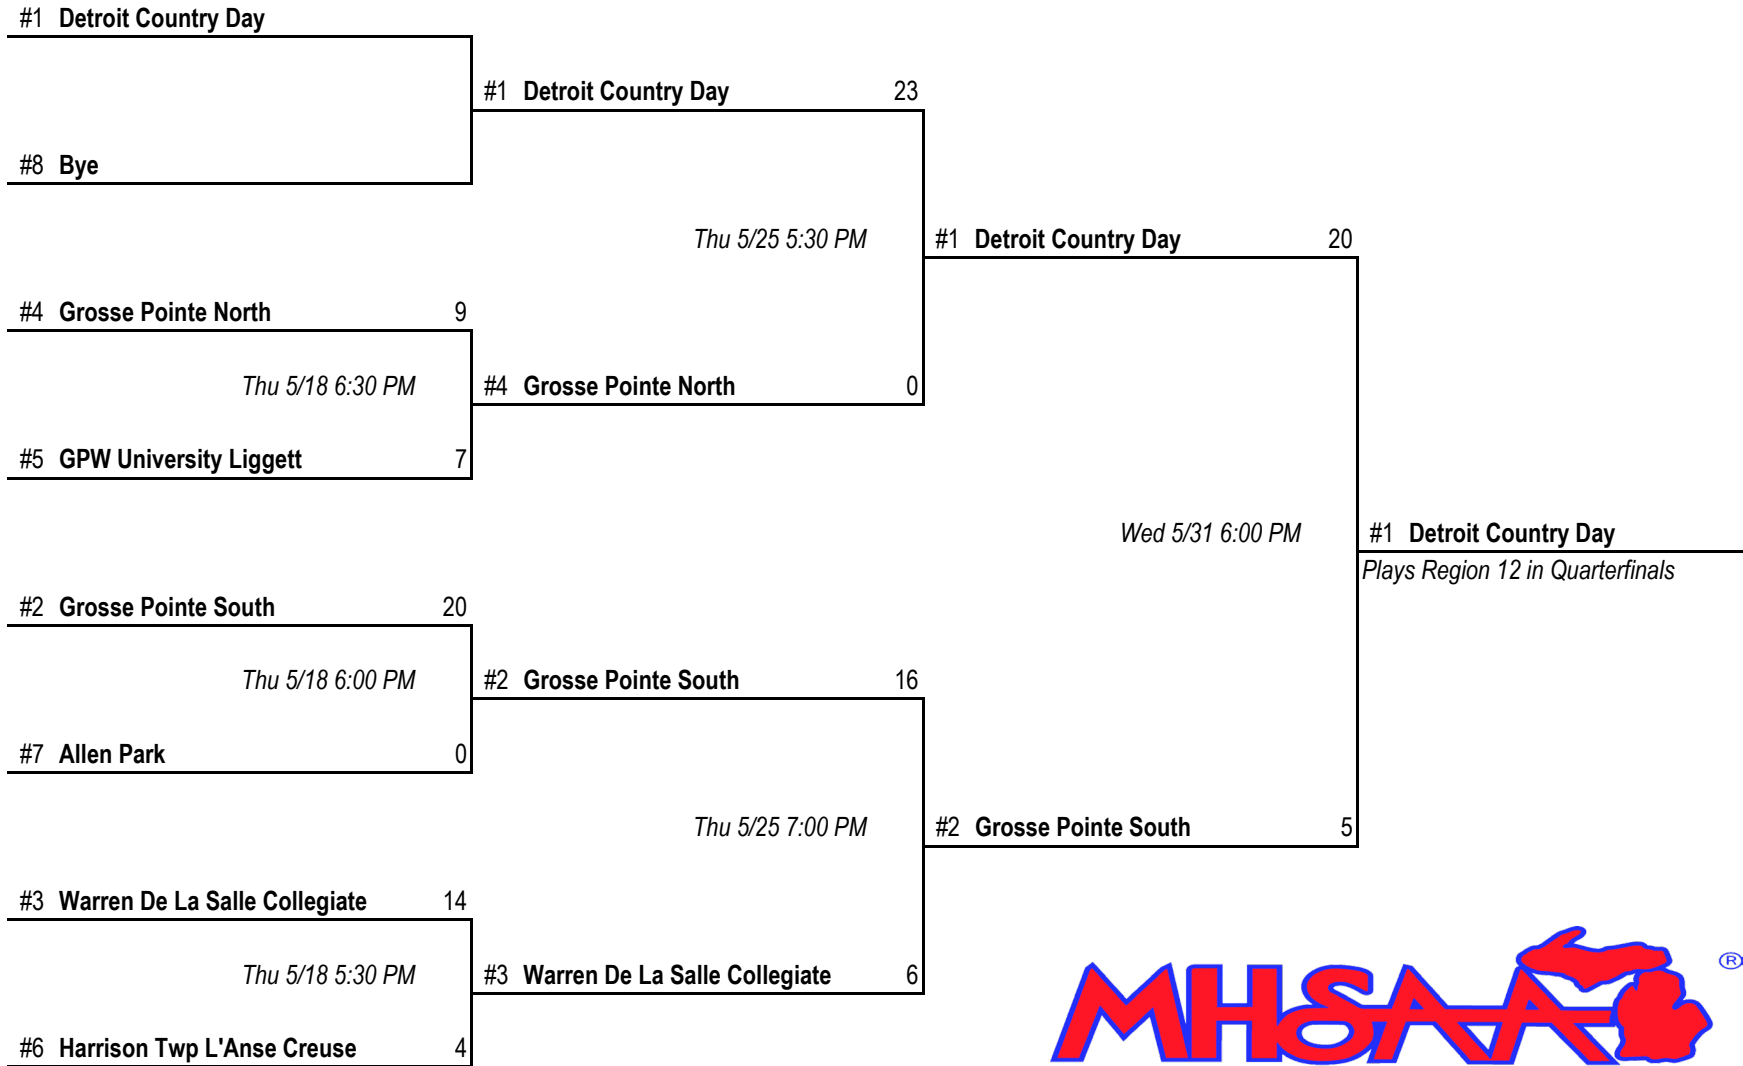 #1 Detroit Country Day
#1 Detroit Country Day 23
#8 Bye
Thu 5/25 5:30 PM
#1 Detroit Country Day 20
#4 Grosse Pointe North 9
Thu 5/18 6:30 PM
#4 Grosse Pointe North 0
#5 GPW University Liggett 7
Wed 5/31 6:00 PM
#1 Detroit Country Day
Plays Region 12 in Quarterfinals
#2 Grosse Pointe South 20
Thu 5/18 6:00 PM
#2 Grosse Pointe South 16
#7 Allen Park 0
Thu 5/25 7:00 PM
#2 Grosse Pointe South 5
#3 Warren De La Salle Collegiate 14
Thu 5/18 5:30 PM
#3 Warren De La Salle Collegiate 6
#6 Harrison Twp L'Anse Creuse 4
MHSAA ®